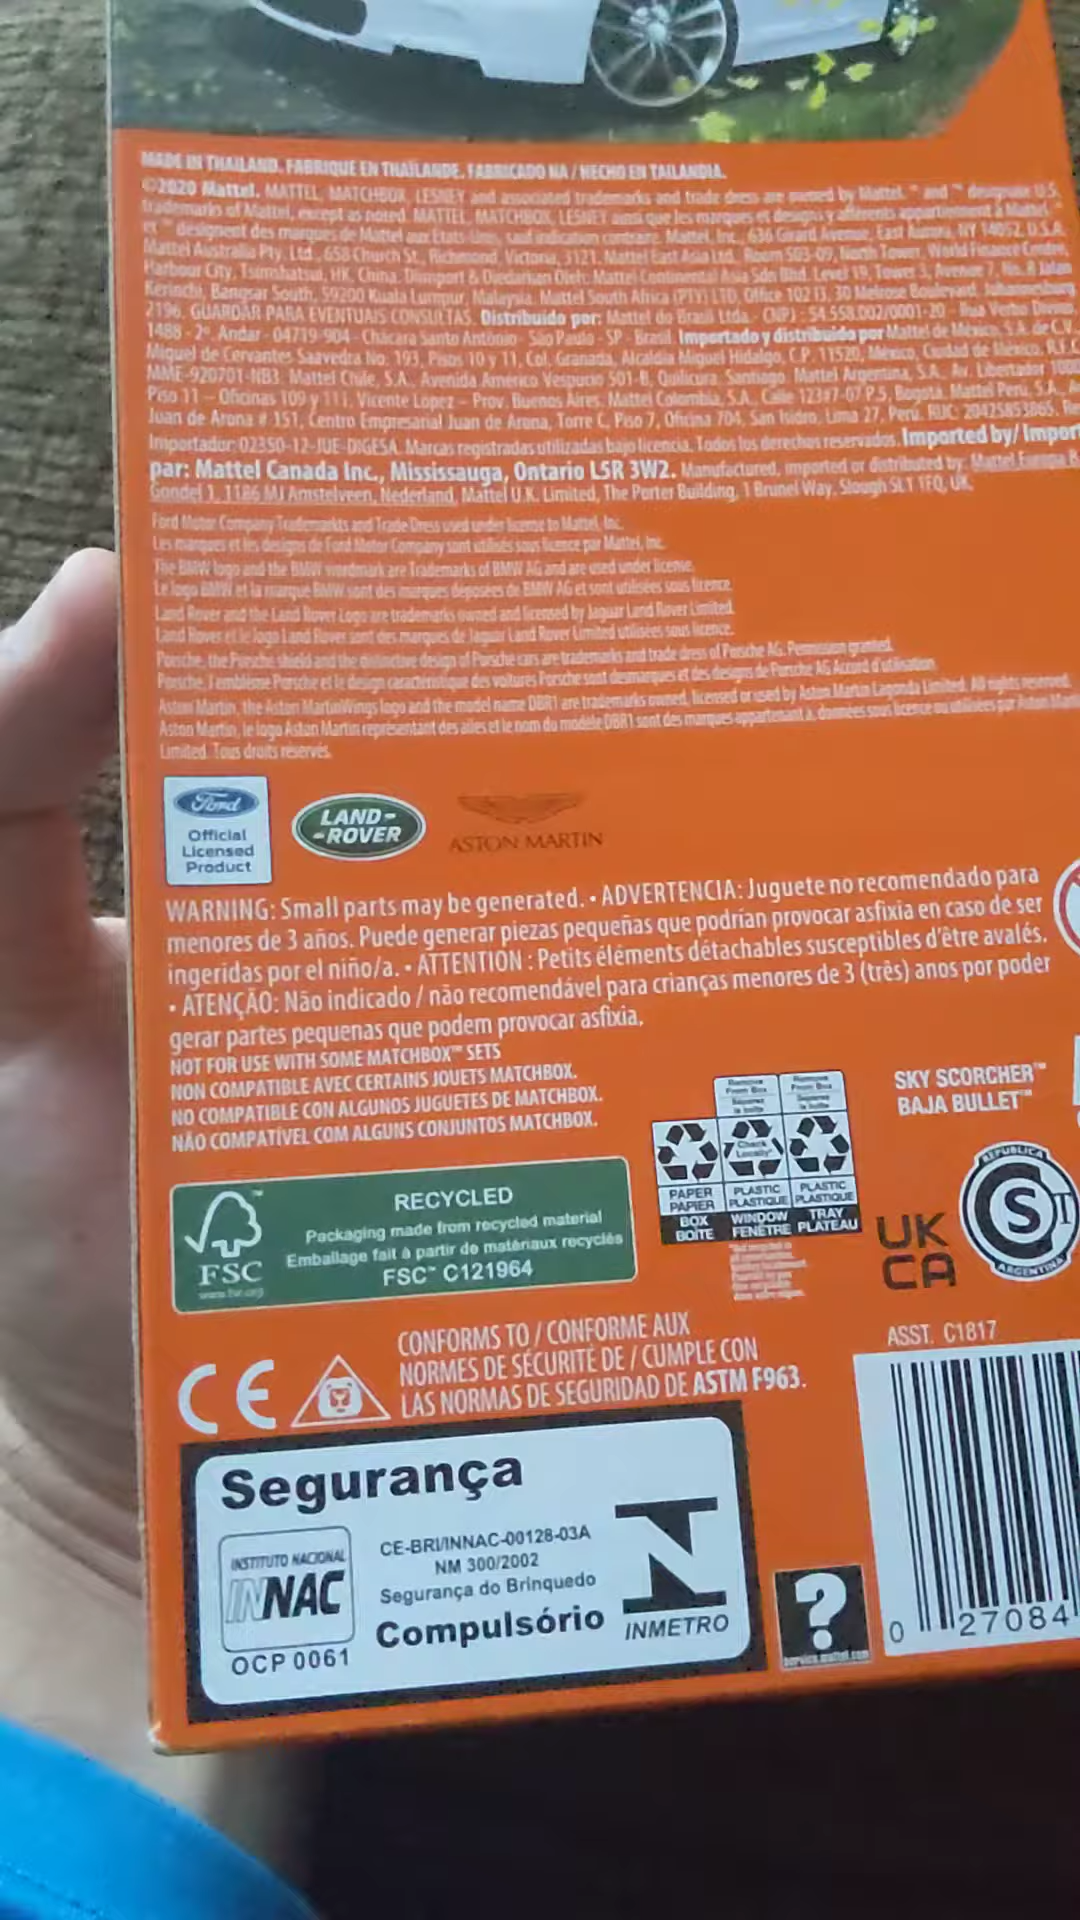 MADE IN THAILAND. FABRIQUÉ EN THAÏLANDE. FABRICADO NA / HECHO EN TAILANDIA.
©2020 Mattel. MATTEL, MATCHBOX, LESNEY and associated trademarks and trade dress are owned by Mattel. ™ and ™ designate U.S.
trademarks of Mattel, except as noted. MATTEL, MATCHBOX, LESNEY ainsi que les marques et designs y afférents appartiennent à Mattel.
et ™ désignent des marques de Mattel aux États-Unis, sauf indication contraire. Mattel, Inc., 636 Girard Avenue, East Aurora, NY 14052, U.S.A.
Mattel Australia Pty. Ltd., 658 Church St., Richmond, Victoria, 3121. Mattel East Asia Ltd., Room 503-09, North Tower, World Finance Centre,
Harbour City, Tsimshatsui, HK, China. Diimport & Diedarkan Oleh: Mattel Continental Asia Sdn Bhd. Level 19, Tower 3, Avenue 7, No. 8 Jalan
Kerinchi, Bangsar South, 59200 Kuala Lumpur, Malaysia. Mattel South Africa (PTY) LTD, Office 102 I3, 30 Melrose Boulevard, Johannesburg
2196. GUARDAR PARA EVENTUAIS CONSULTAS. Distribuído por: Mattel do Brasil Ltda.- CNPJ : 54.558.002/0001-20 - Rua Verbo Divino,
1488 - 2º. Andar - 04719-904 - Chácara Santo Antônio - São Paulo - SP - Brasil. Importado y distribuido por: Mattel de México, S.A. de C.V.,
Miguel de Cervantes Saavedra No. 193, Pisos 10 y 11, Col. Granada, Alcaldía Miguel Hidalgo, C.P. 11520, México, Ciudad de México. R.F.C.
MME-920701-NB3. Mattel Chile, S.A., Avenida Américo Vespucio 501-B, Quilicura, Santiago. Mattel Argentina, S.A., Av. Libertador 1000,
Piso 11 – Oficinas 109 y 111, Vicente López – Prov. Buenos Aires. Mattel Colombia, S.A., Calle 123#7-07 P.5, Bogotá. Mattel Perú, S.A.,
Juan de Arona # 151, Centro Empresarial Juan de Arona, Torre C, Piso 7, Oficina 704, San Isidro, Lima 27, Perú. RUC: 20425853865.
Importador: 02350-12-JUE-DIGESA. Marcas registradas utilizadas bajo licencia. Todos los derechos reservados. Imported by/ Import
par: Mattel Canada Inc., Mississauga, Ontario L5R 3W2. Manufactured, imported or distributed by: Mattel Europa B
Gondel 1, 1186 MJ Amstelveen, Nederland. Mattel U.K. Limited, The Porter Building, 1 Brunel Way, Slough SL1 1FQ, UK.
Ford Motor Company Trademarks and Trade Dress used under license to Mattel, Inc.
Les marques et les designs de Ford Motor Company sont utilisés sous licence par Mattel, Inc.
The BMW logo and the BMW wordmark are Trademarks of BMW AG and are used under license.
Le logo BMW et la marque BMW sont des marques déposées de BMW AG et sont utilisées sous licence.
Land Rover and the Land Rover Logo are trademarks owned and licensed by Jaguar Land Rover Limited.
Land Rover et le logo Land Rover sont des marques de Jaguar Land Rover Limited utilisées sous licence.
Porsche, the Porsche shield and the distinctive design of Porsche cars are trademarks and trade dress of Porsche AG. Permission granted.
Porsche, l'emblème Porsche et le design caractéristique des voitures Porsche sont des marques et des designs de Porsche AG Accord d'utilisation.
Aston Martin, the Aston Martin Wings logo and the model name DBR1 are trademarks owned, licensed or used by Aston Martin Lagonda Limited. All rights reserved.
Aston Martin, le logo Aston Martin représentant des ailes et le nom du modèle DBR1 sont des marques appartenant à, données sous licence ou utilisées par Aston Mar
Limited. Tous droits réservés.
Ford
Official
Licensed
Product
LAND-
-ROVER
ASTON MARTIN
WARNING: Small parts may be generated. • ADVERTENCIA: Juguete no recomendado para
menores de 3 años. Puede generar piezas pequeñas que podrían provocar asfixia en caso de ser
ingeridas por el niño/a. • ATTENTION : Petits éléments détachables susceptibles d'être avalés.
• ATENÇÃO: Não indicado / não recomendável para crianças menores de 3 (três) anos por poder
gerar partes pequenas que podem provocar asfixia.
NOT FOR USE WITH SOME MATCHBOX™ SETS
NON COMPATIBLE AVEC CERTAINS JOUETS MATCHBOX.
NO COMPATIBLE CON ALGUNOS JUGUETES DE MATCHBOX.
NÃO COMPATÍVEL COM ALGUNS CONJUNTOS MATCHBOX.
Remove From Box Remove From Box
Check Locally*
PAPER PAPIER PLASTIC PLASTIQUE PLASTIC PLASTIQUE
BOX BOÎTE WINDOW FENÊTRE TRAY PLATEAU
SKY SCORCHER™
BAJA BULLET™
FSC™
www.fsc.org
RECYCLED
Packaging made from recycled material
Emballage fait à partir de matériaux recyclés
FSC™ C121964
UK
CA
REPUBLICA
S
ARGENTINA
CE
CONFORMS TO / CONFORME AUX
NORMES DE SÉCURITÉ DE / CUMPLE CON
LAS NORMAS DE SEGURIDAD DE ASTM F963.
ASST. C1817
Segurança
INSTITUTO NACIONAL
INNAC
OCP 0061
CE-BRI/INNAC-00128-03A
NM 300/2002
Segurança do Brinquedo
Compulsório
INMETRO
?
service.mattel.com
0 27084